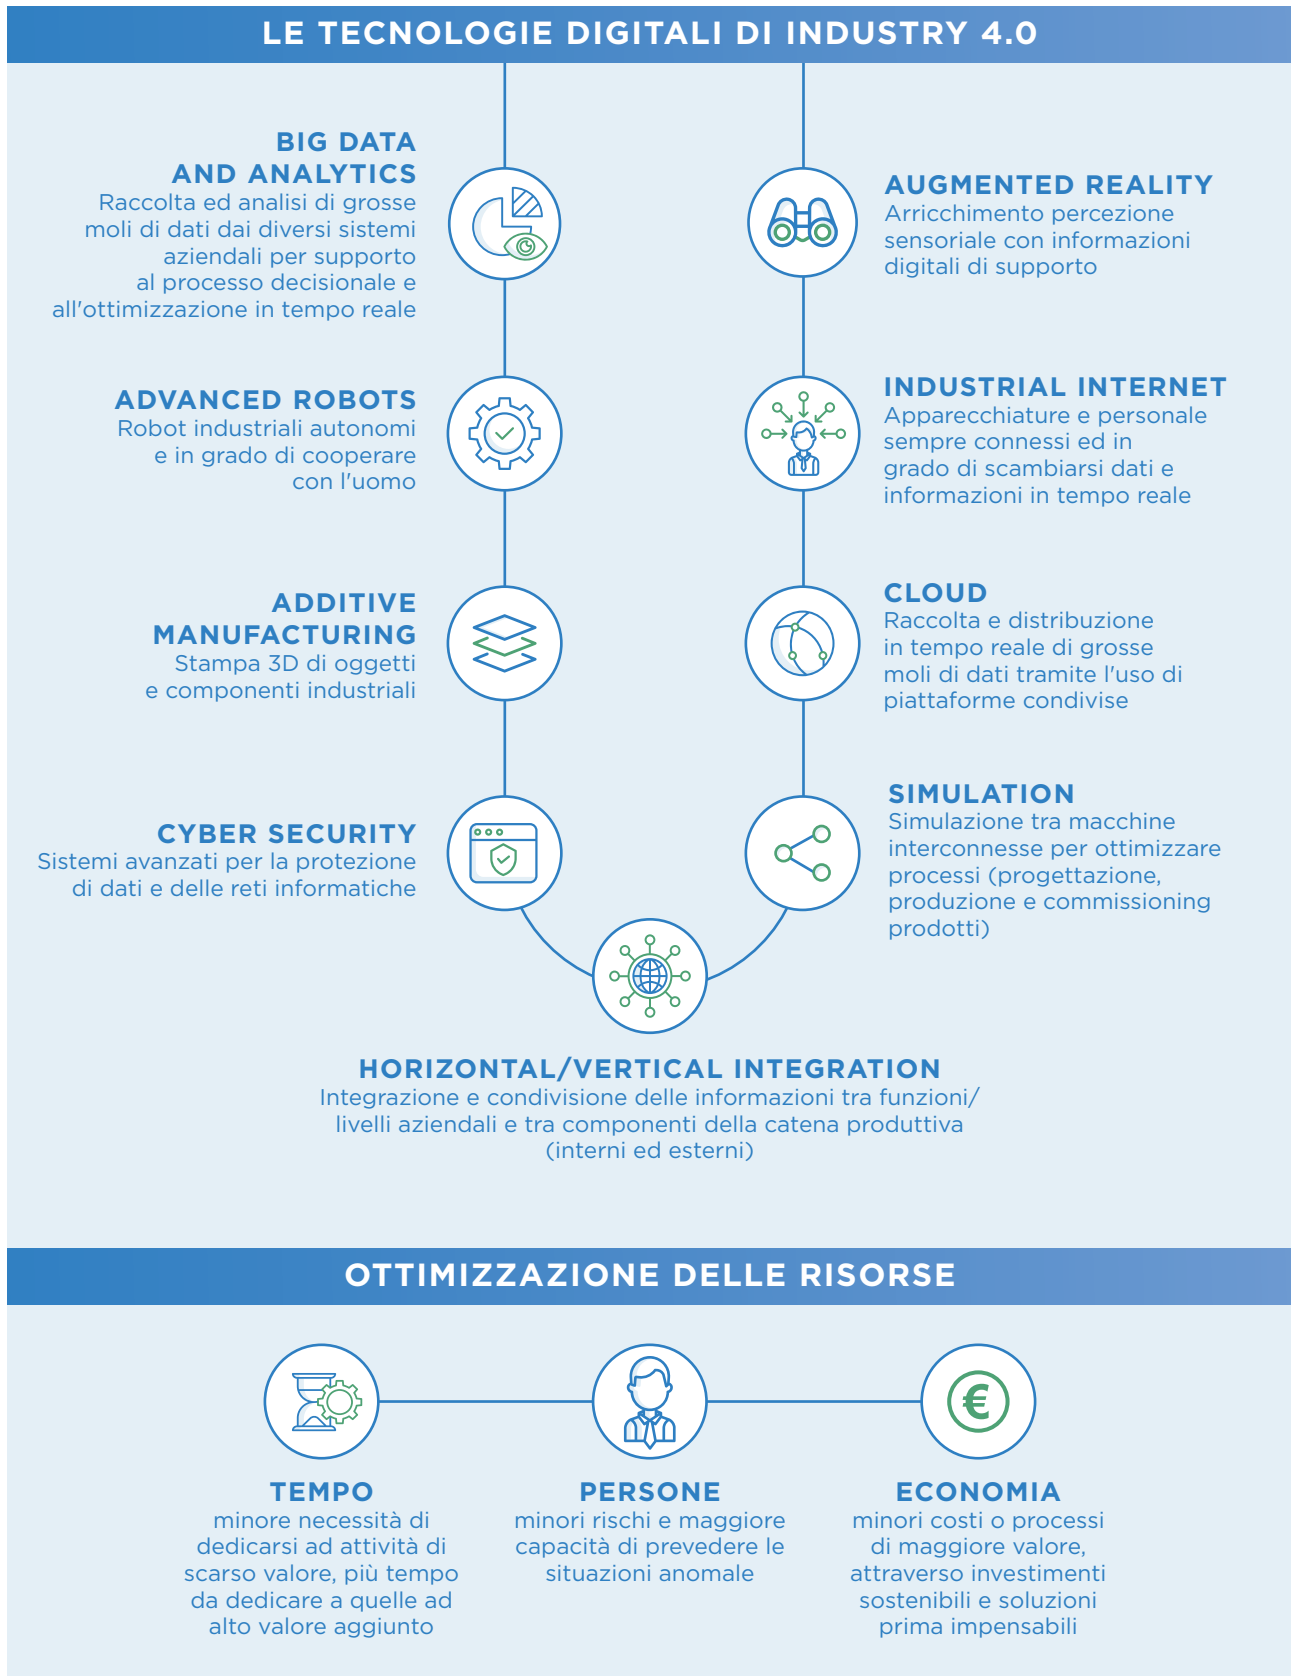 LE TECNOLOGIE DIGITALI DI INDUSTRY 4.0
BIG DATA
AND ANALYTICS
Raccolta ed analisi di grosse
moli di dati dai diversi sistemi
aziendali per supporto
al processo decisionale e
all'ottimizzazione in tempo reale
ADVANCED ROBOTS
Robot industriali autonomi
e in grado di cooperare
con l'uomo
ADDITIVE
MANUFACTURING
Stampa 3D di oggetti
e componenti industriali
CYBER SECURITY
Sistemi avanzati per la protezione
di dati e delle reti informatiche
AUGMENTED REALITY
Arricchimento percezione
sensoriale con informazioni
digitali di supporto
INDUSTRIAL INTERNET
Apparecchiature e personale
sempre connessi ed in
grado di scambiarsi dati e
informazioni in tempo reale
CLOUD
Raccolta e distribuzione
in tempo reale di grosse
moli di dati tramite l'uso di
piattaforme condivise
SIMULATION
Simulazione tra macchine
interconnesse per ottimizzare
processi (progettazione,
produzione e commissioning
prodotti)
HORIZONTAL/VERTICAL INTEGRATION
Integrazione e condivisione delle informazioni tra funzioni/
livelli aziendali e tra componenti della catena produttiva
(interni ed esterni)
OTTIMIZZAZIONE DELLE RISORSE
TEMPO
minore necessità di
dedicarsi ad attività di
scarso valore, più tempo
da dedicare a quelle ad
alto valore aggiunto
PERSONE
minori rischi e maggiore
capacità di prevedere le
situazioni anomale
€
ECONOMIA
minori costi o processi
di maggiore valore,
attraverso investimenti
sostenibili e soluzioni
prima impensabili